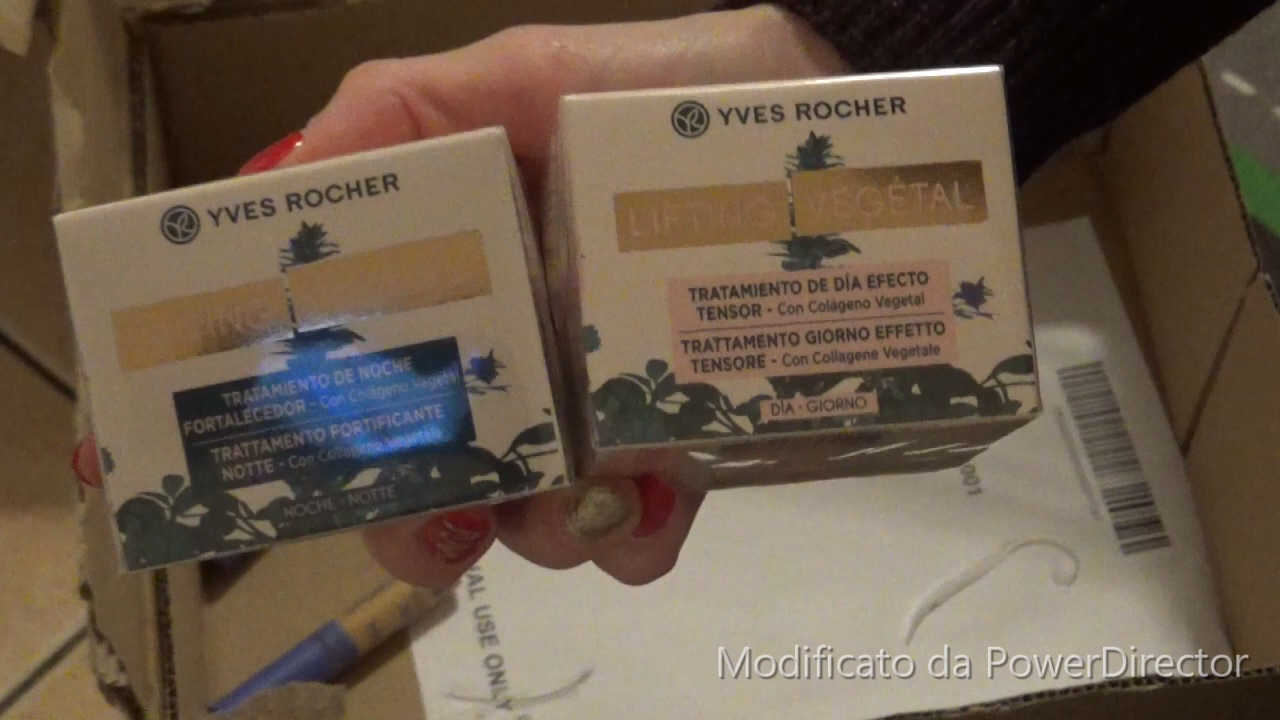 YVES ROCHER
TRATAMIENTO DE NOCHE
FORTALECEDOR - Con Colágeno Vegetal
TRATTAMENTO FORTIFICANTE
NOTTE - Con Collagene Vegetale
NOCHE - NOTTE
YVES ROCHER
LIFTING VEGÉTAL
TRATAMIENTO DE DÍA EFECTO
TENSOR - Con Colágeno Vegetal
TRATTAMENTO GIORNO EFFETTO
TENSORE - Con Collagene Vegetale
DÍA • GIORNO
001
USE ONLY
Modificato da PowerDirector